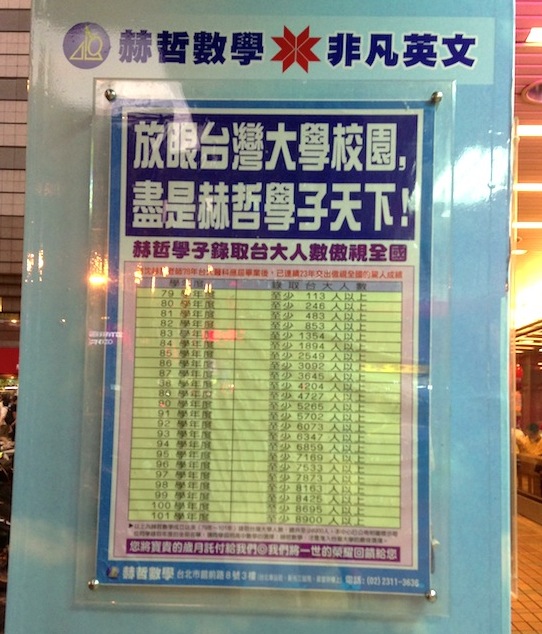 赫哲數學 非凡英文
放眼台灣大學校園,
盡是赫哲學子天下!
赫哲學子錄取台大人數傲視全國
學年度 錄取台大人數
79 學年度 至少 113 人以上
80 學年度 至少 246 人以上
81 學年度 至少 483 人以上
82 學年度 至少 853 人以上
83 學年度 至少 1354 人以上
84 學年度 至少 1894 人以上
85 學年度 至少 2549 人以上
86 學年度 至少 3092 人以上
87 學年度 至少 3645 人以上
學年度 至少 4204 人以上
學年度 至少 4727 人以上
學年度 至少 5265 人以上
91 學年度 至少 5702 人以上
92 學年度 至少 6073 人以上
93 學年度 至少 6347 人以上
94 學年度 至少 6859 人以上
95 學年度 至少 7169 人以上
96 學年度 至少 7533 人以上
97 學年度 至少 7873 人以上
98 學年度 至少 8163 人以上
99 學年度 至少 8425 人以上
100 學年度 至少 8695 人以上
101 學年度 至少 8900 人以上
您將寶貴的歲月託付給我們◎我們將一世的榮耀回饋給您
赫哲數學 台北市館前路8號3樓 電話:(02)2311-3636